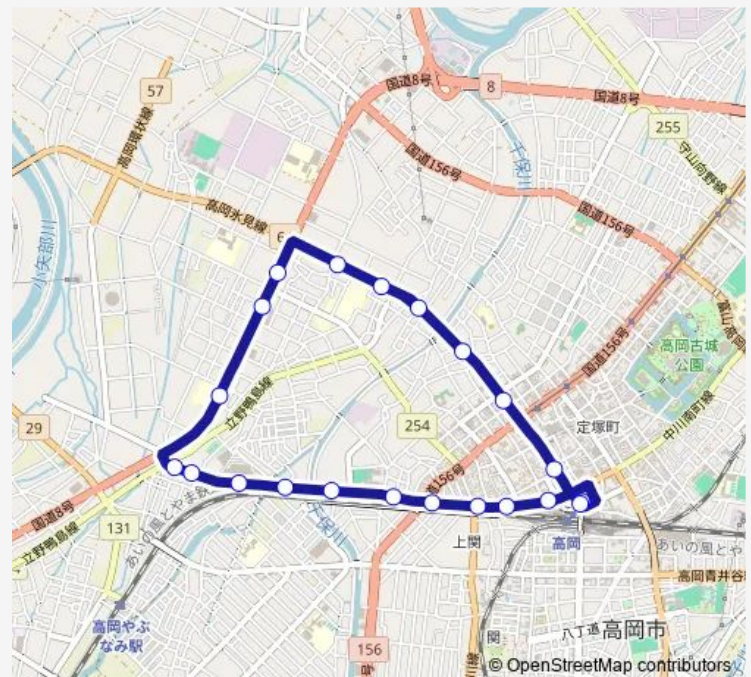 57
8
国道8号
国道8号
255
国道156号
守山向野線
高岡環状線
千保川
高岡氷見線
6
国道156号
小矢部川
国道156号
高岡古城
公園
立野鴨島線
254
定塚町
中川南町線
29
道156号
国道8号
131
千保川
立野鴨島線
あいの風とやま鉄
上関
高岡
あいの風とや
高岡青井谷
高岡やぶ
なみ駅
156
関
八丁道
高岡市
号
川線
© OpenStreetMap contributors